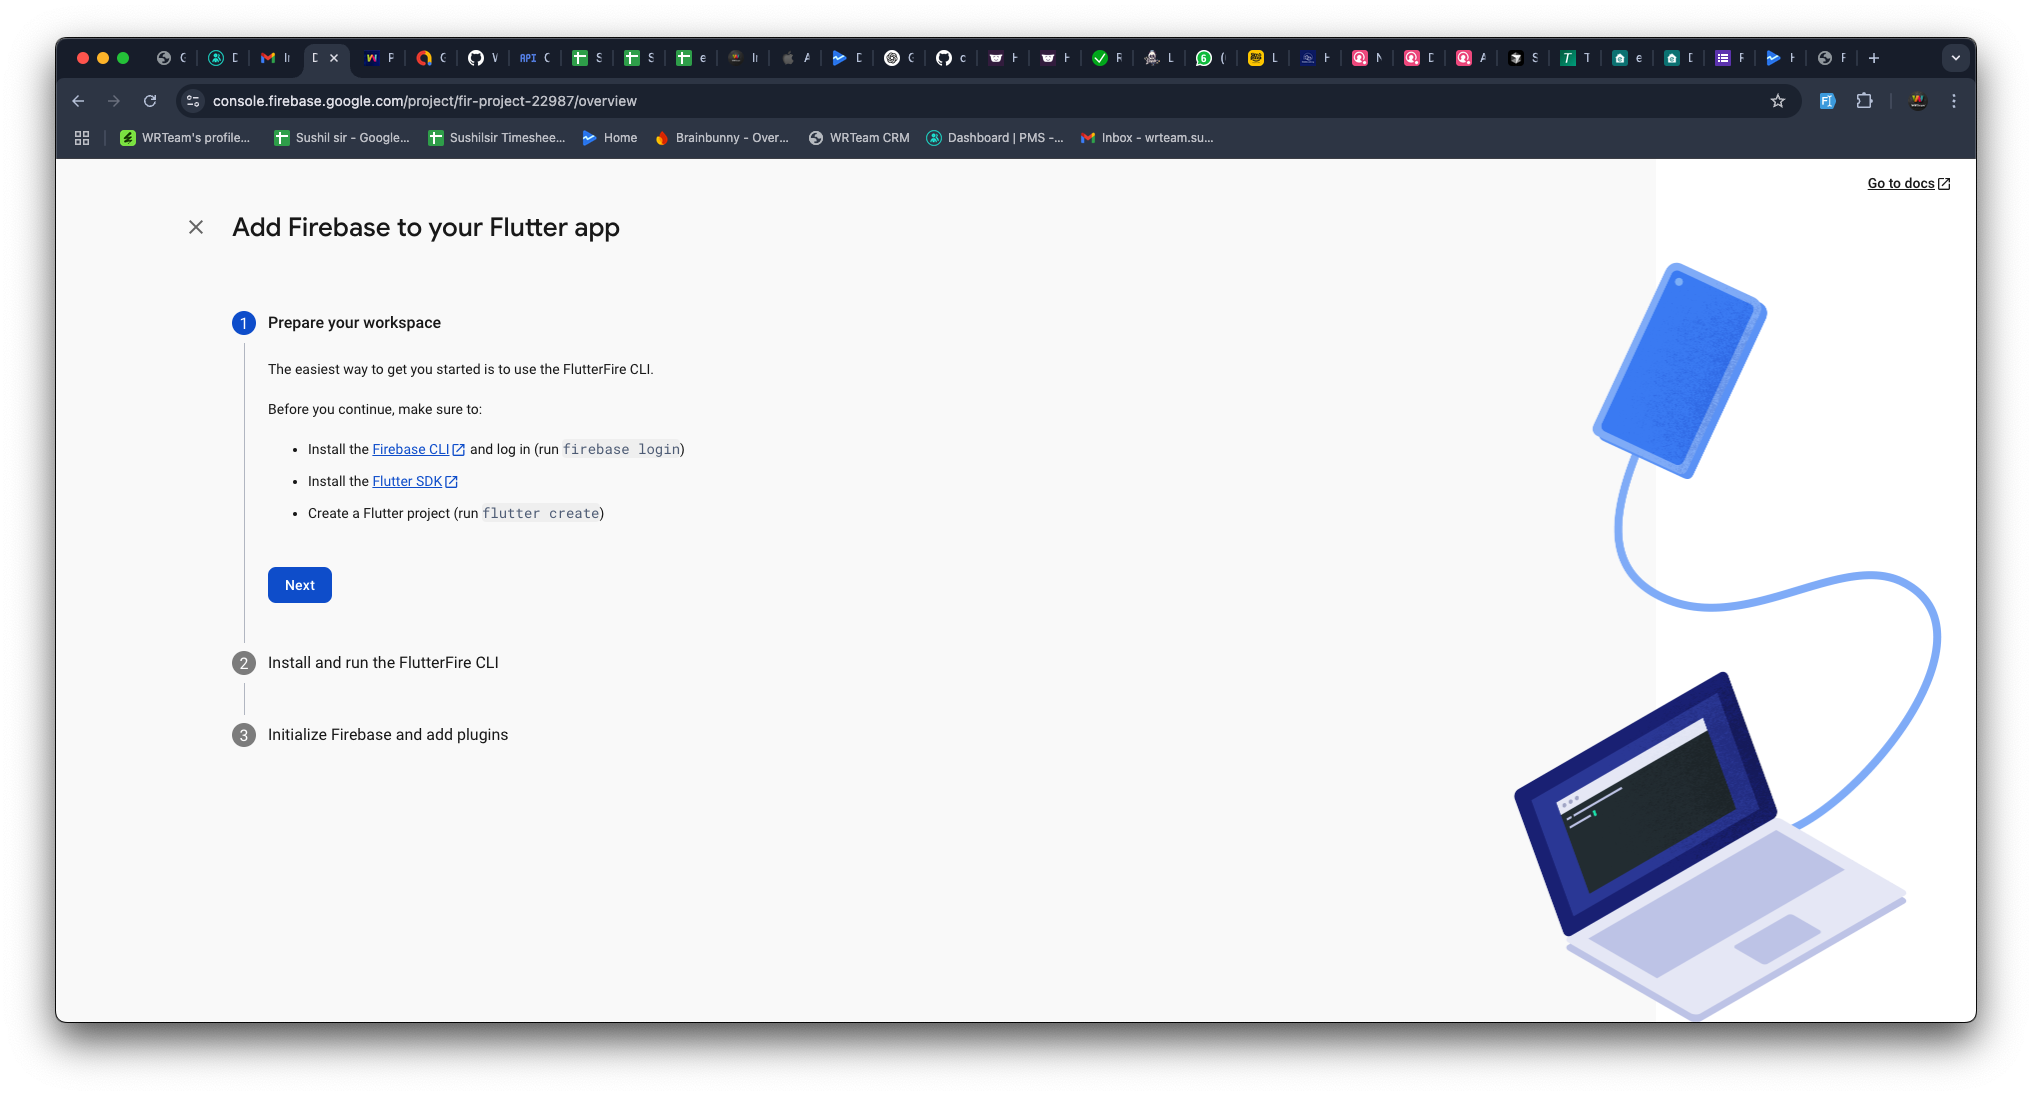 console.firebase.google.com/project/fir-project-22987/overview
WRTeam's profile... Sushil sir - Google... Sushilsir Timeshee... Home Brainbunny - Over... WRTeam CRM Dashboard | PMS -... Inbox - wrteam.su...
Go to docs
Add Firebase to your Flutter app
1 Prepare your workspace
The easiest way to get you started is to use the FlutterFire CLI.
Before you continue, make sure to:
• Install the Firebase CLI and log in (run firebase login)
• Install the Flutter SDK
• Create a Flutter project (run flutter create)
Next
2 Install and run the FlutterFire CLI
3 Initialize Firebase and add plugins